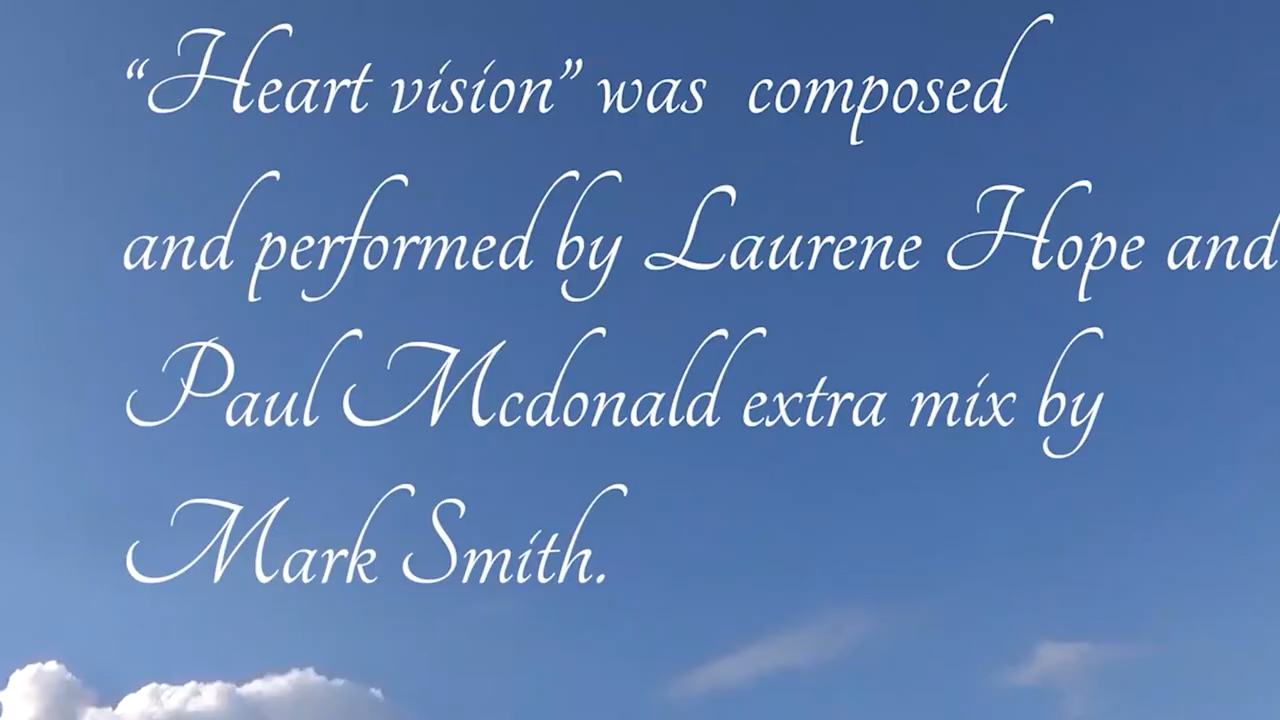 “Heart vision” was composed
and performed by Laurene Hope and
Paul Mcdonald extra mix by
Mark Smith.